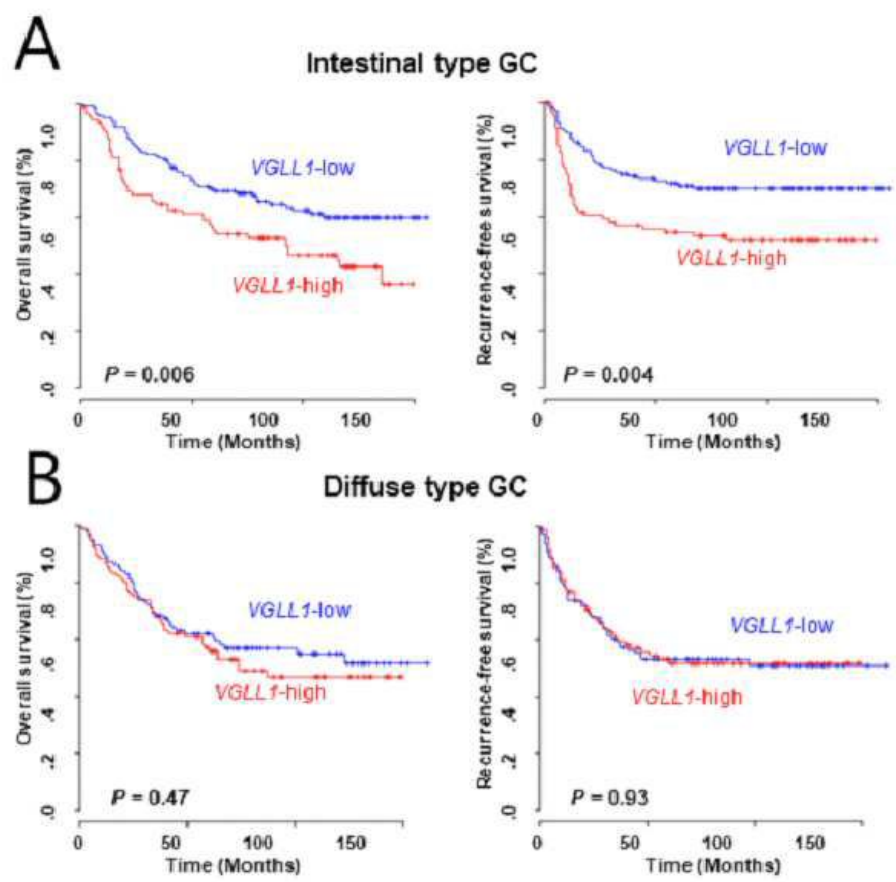 A
Intestinal type GC
Overall survival (%)
1.0
.8
.6
.4
.2
.0
VGLL1-low
VGLL1-high
P = 0.006
0 50 100 150
Time (Months)
Recurrence-free survival (%)
1.0
.8
.6
.4
.2
.0
VGLL1-low
VGLL1-high
P = 0.004
0 50 100 150
Time (Months)
B
Diffuse type GC
Overall survival (%)
1.0
.8
.6
.4
.2
.0
VGLL1-low
VGLL1-high
P = 0.47
0 50 100 150
Time (Months)
Recurrence-free survival (%)
1.0
.8
.6
.4
.2
.0
VGLL1-low
VGLL1-high
P = 0.93
0 50 100 150
Time (Months)